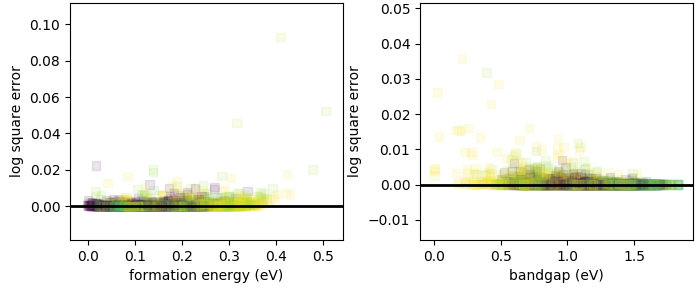 0.10
0.08
0.06
0.04
0.02
0.00
log square error
0.0 0.1 0.2 0.3 0.4 0.5
formation energy (eV)
0.05
0.04
0.03
0.02
0.01
0.00
−0.01
log square error
0.0 0.5 1.0 1.5
bandgap (eV)